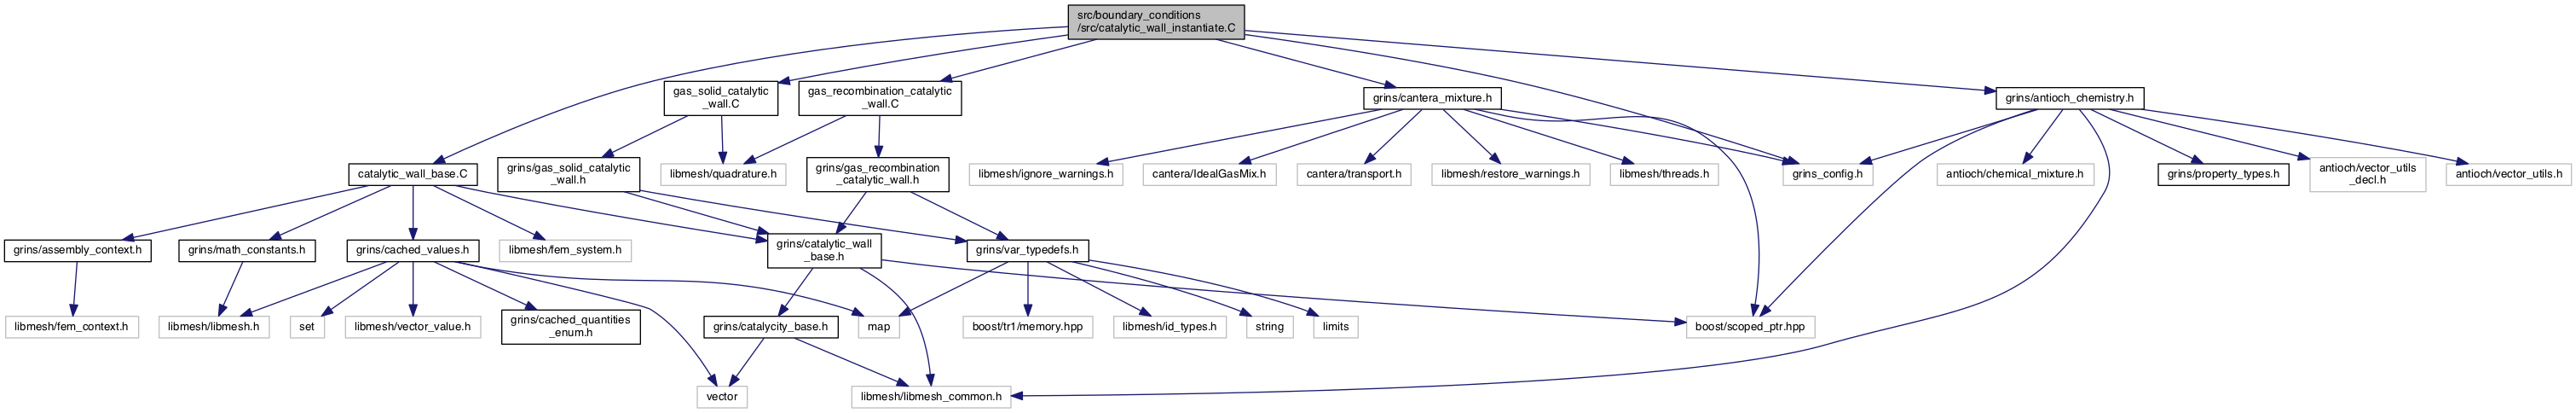 src/boundary_conditions
/src/catalytic_wall_instantiate.C
gas_solid_catalytic
_wall.C
gas_recombination_catalytic
_wall.C
grins/cantera_mixture.h
grins/antioch_chemistry.h
catalytic_wall_base.C
grins/gas_solid_catalytic
_wall.h
libmesh/quadrature.h
grins/gas_recombination
_catalytic_wall.h
libmesh/ignore_warnings.h
cantera/IdealGasMix.h
cantera/transport.h
libmesh/restore_warnings.h
libmesh/threads.h
grins_config.h
antioch/chemical_mixture.h
grins/property_types.h
antioch/vector_utils
_decl.h
antioch/vector_utils.h
grins/assembly_context.h
grins/math_constants.h
grins/cached_values.h
libmesh/fem_system.h
grins/catalytic_wall
_base.h
grins/var_typedefs.h
libmesh/fem_context.h
libmesh/libmesh.h
set
libmesh/vector_value.h
grins/cached_quantities
_enum.h
grins/catalycity_base.h
map
boost/tr1/memory.hpp
libmesh/id_types.h
string
limits
boost/scoped_ptr.hpp
vector
libmesh/libmesh_common.h